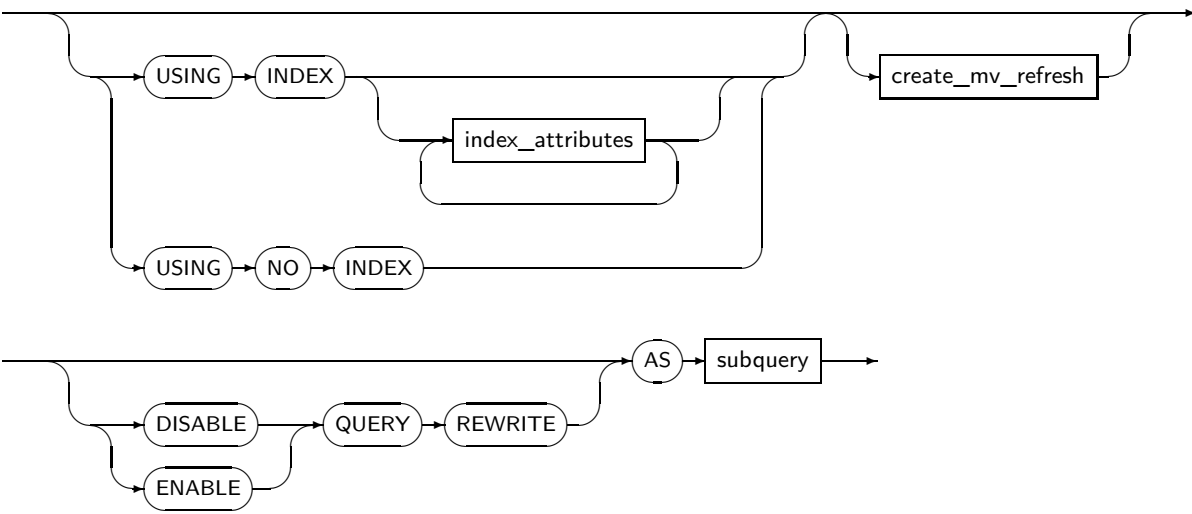 USING INDEX create_mv_refresh
index_attributes
USING NO INDEX
AS subquery
DISABLE QUERY REWRITE
ENABLE